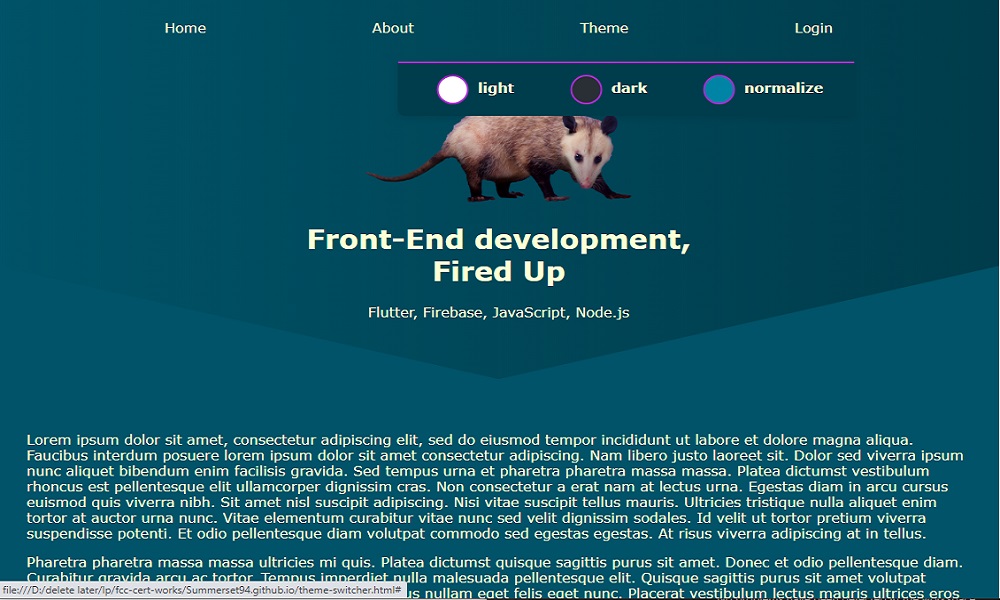 Home About Theme Login
light dark normalize
Front-End development,
Fired Up
Flutter, Firebase, JavaScript, Node.js
Lorem ipsum dolor sit amet, consectetur adipiscing elit, sed do eiusmod tempor incididunt ut labore et dolore magna aliqua.
Faucibus interdum posuere lorem ipsum dolor sit amet consectetur adipiscing. Nam libero justo laoreet sit. Dolor sed viverra ipsum
nunc aliquet bibendum enim facilisis gravida. Sed tempus urna et pharetra pharetra massa massa. Platea dictumst vestibulum
rhoncus est pellentesque elit ullamcorper dignissim cras. Non consectetur a erat nam at lectus urna. Egestas diam in arcu cursus
euismod quis viverra nibh. Sit amet nisl suscipit adipiscing. Nisi vitae suscipit tellus mauris. Ultricies tristique nulla aliquet enim
tortor at auctor urna nunc. Vitae elementum curabitur vitae nunc sed velit dignissim sodales. Id velit ut tortor pretium viverra
suspendisse potenti. Et odio pellentesque diam volutpat commodo sed egestas egestas. At risus viverra adipiscing at in tellus.
Pharetra pharetra massa massa ultricies mi quis. Platea dictumst quisque sagittis purus sit amet. Donec et odio pellentesque diam.
Curabitur gravida arcu ac tortor. Tempus imperdiet nulla malesuada pellentesque elit. Quisque sagittis purus sit amet volutpat
us nullam eget felis eget nunc. Placerat vestibulum lectus mauris ultrices eros
file:///D:/delete later/lp/fcc-cert-works/Summerset94.github.io/theme-switcher.html#